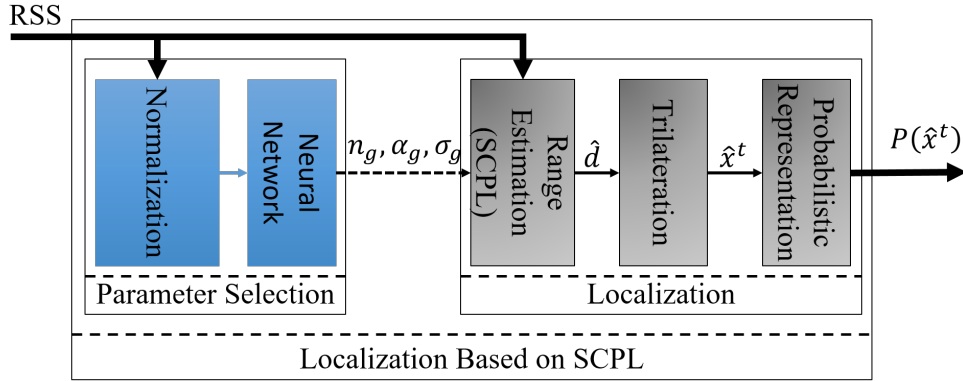 RSS
Normalization
Neural
Network
n_g, α_g, σ_g
Range
Estimation
(SCPL)
d̂
Trilateration
x̂^t
Probabilistic
Representation
P(x̂^t)
Parameter Selection
Localization
Localization Based on SCPL